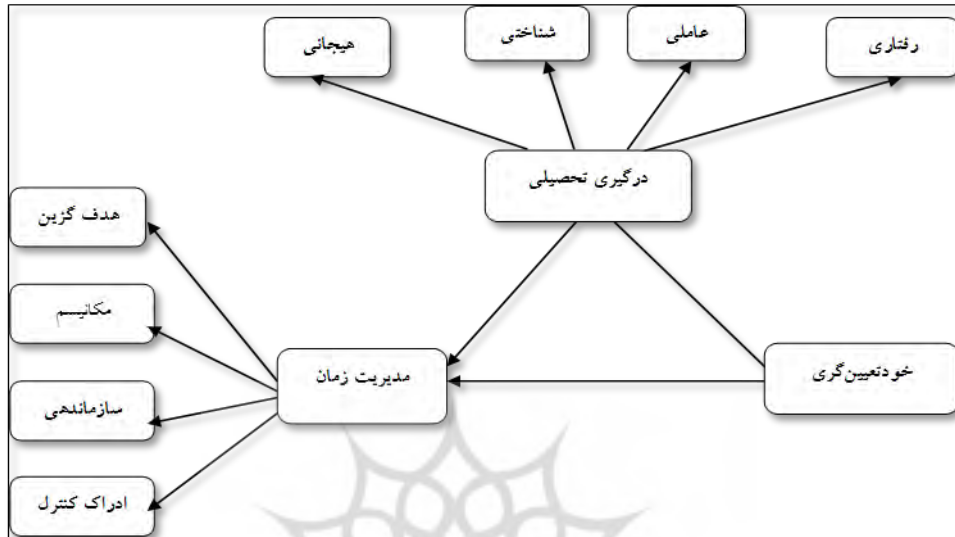 رفتاری
عاملی
شناختی
هیجانی
درگیری تحصیلی
هدف گزین
مکانیسم
خودتعیین‌گری
مدیریت زمان
سازماندهی
ادراک کنترل